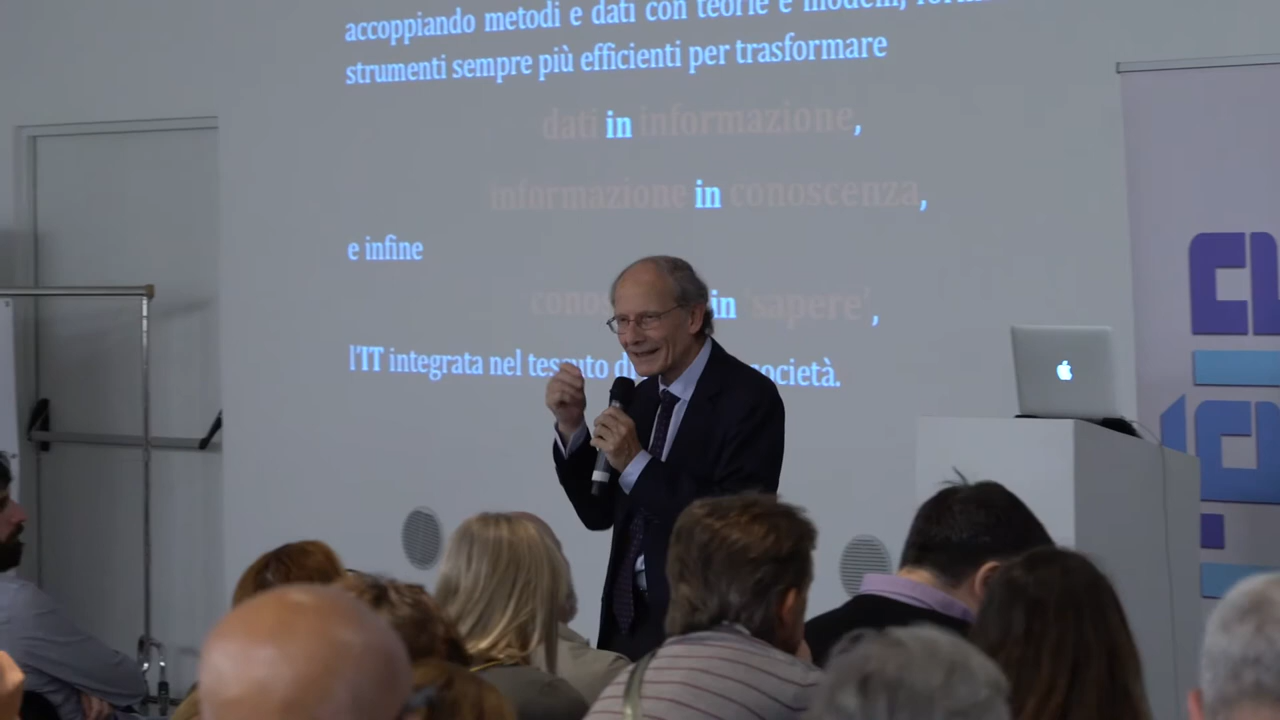 accoppiando metodi e dati con teorie e modelli,
strumenti sempre più efficienti per trasformare
dati in informazione,
informazione in conoscenza,
e infine
in 'sapere',
l'IT integrata nel tessuto società.